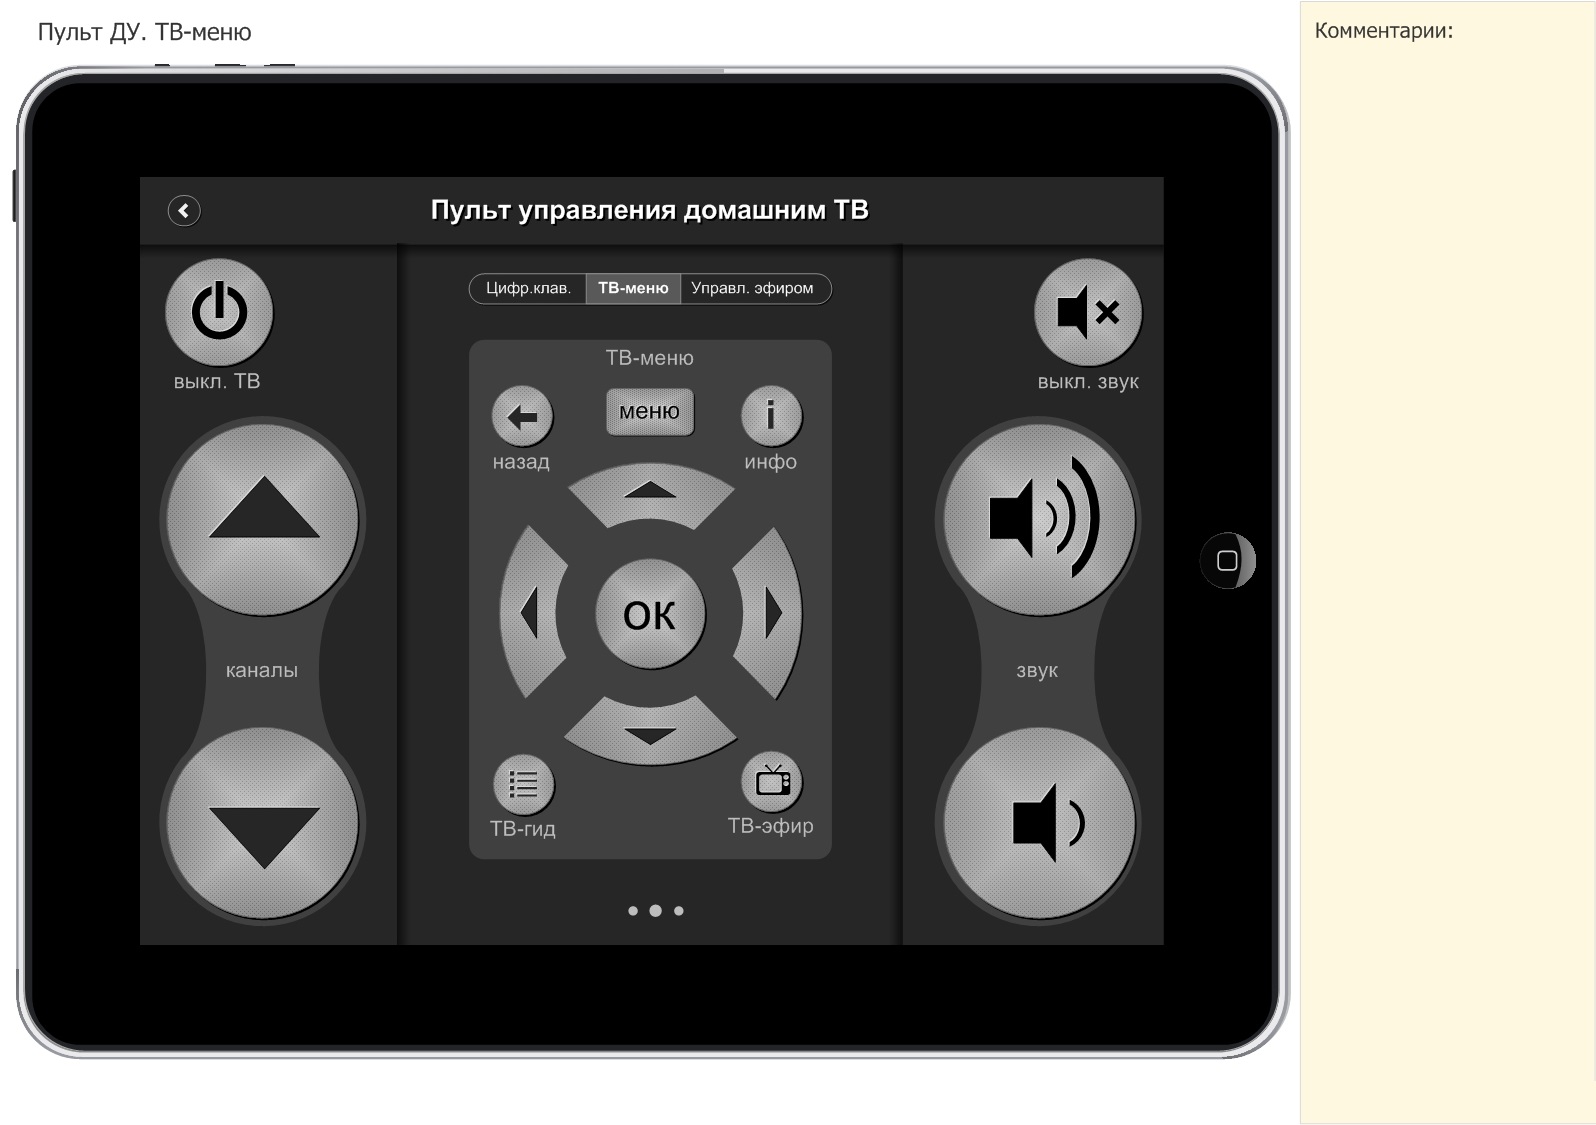 Пульт ДУ. ТВ-меню
Комментарии:
Пульт управления домашним ТВ
Цифр.клав.
ТВ-меню
Управл. эфиром
выкл. ТВ
выкл. звук
ТВ-меню
меню
i
назад
инфо
ОК
каналы
звук
ТВ-гид
ТВ-эфир